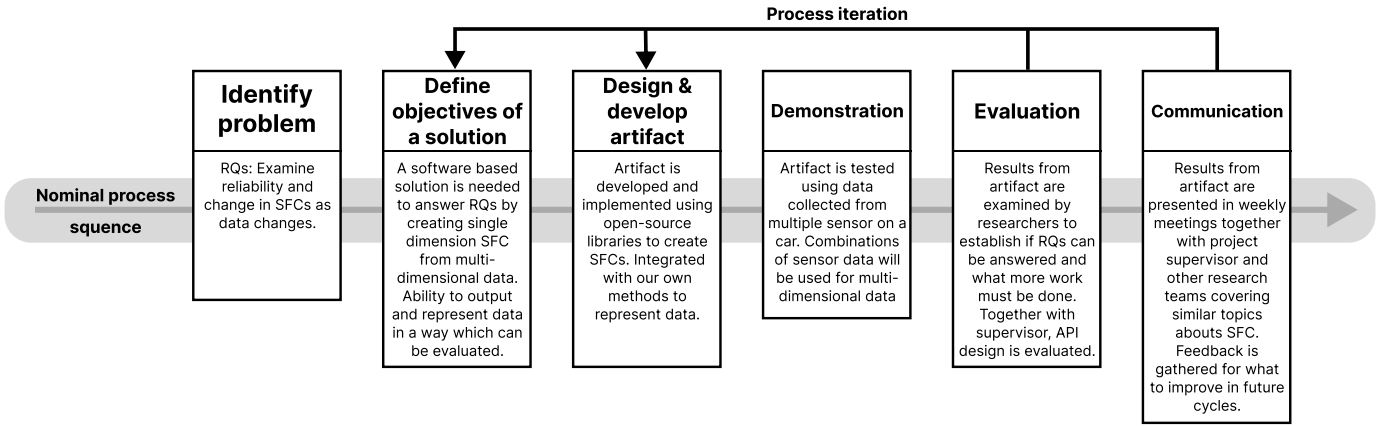 Process iteration
Nominal process
squence
Identify
problem
RQs: Examine
reliability and
change in SFCs as
data changes.
Define
objectives of
a solution
A software based
solution is needed
to answer RQs by
creating single
dimension SFC
from multi-
dimensional data.
Ability to output
and represent data
in a way which can
be evaluated.
Design &
develop
artifact
Artifact is
developed and
implemented using
open-source
libraries to create
SFCs. Integrated
with our own
methods to
represent data.
Demonstration
Artifact is tested
using data
collected from
multiple sensor on a
car. Combinations
of sensor data will
be used for multi-
dimensional data
Evaluation
Results from
artifact are
examined by
researchers to
establish if RQs can
be answered and
what more work
must be done.
Together with
supervisor, API
design is evaluated.
Communication
Results from
artifact are
presented in weekly
meetings together
with project
supervisor and
other research
teams covering
similar topics
abouts SFC.
Feedback is
gathered for what
to improve in future
cycles.